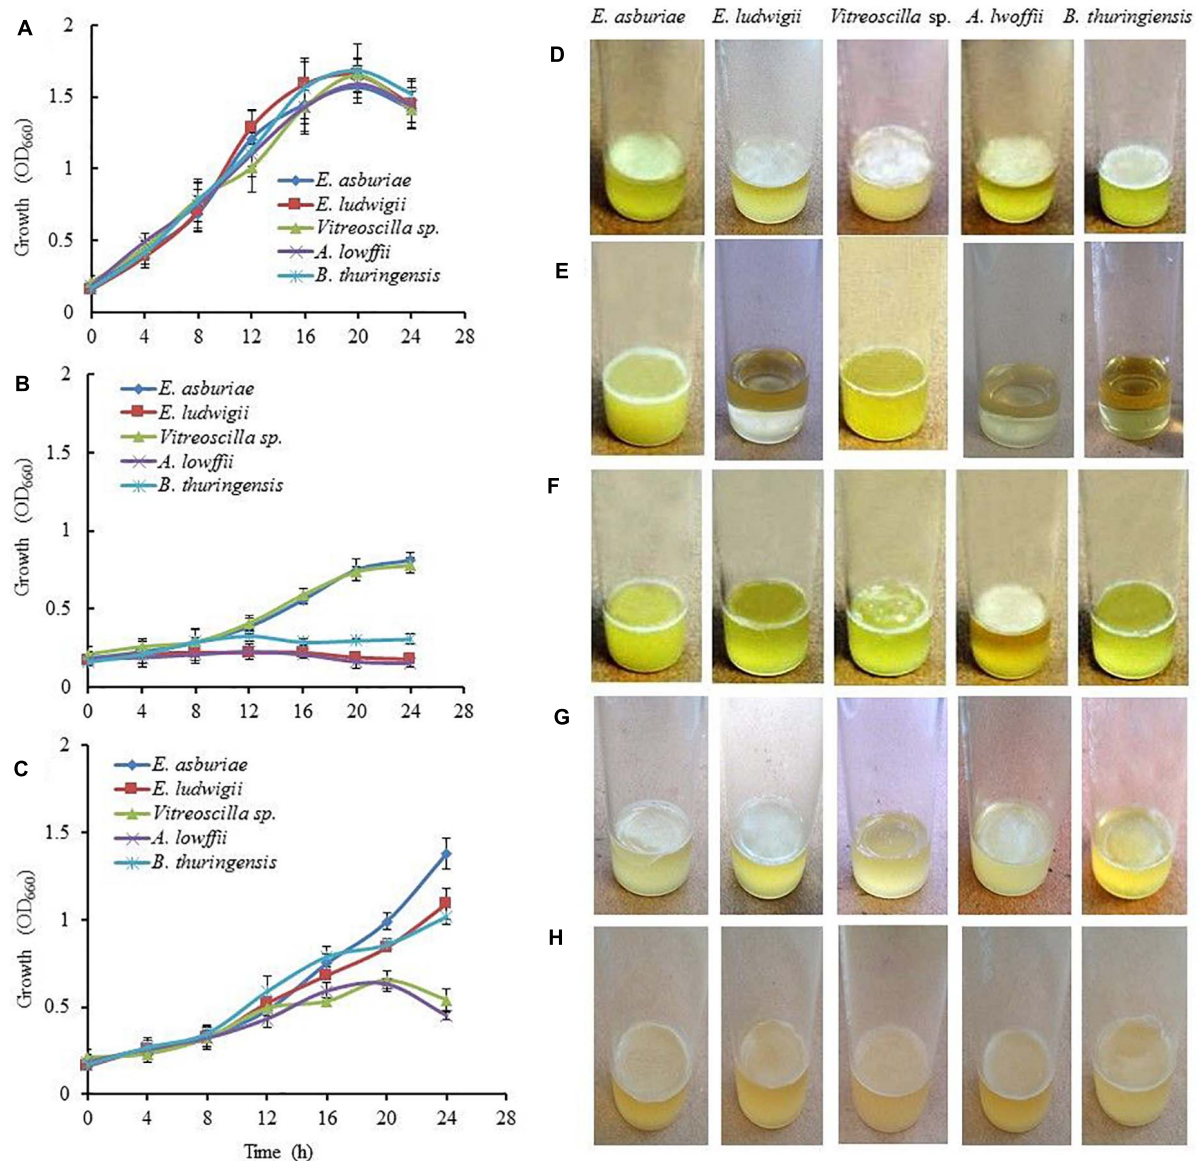 E. asburiae E. ludwigii Vitreoscilla sp. A. lwoffii B. thuringiensis
A
2
1.5
1
0.5
0
Growth (OD660)
E. asburiae
E. ludwigii
Vitreoscilla sp.
A. lowffii
B. thuringensis
0 4 8 12 16 20 24 28
B
2
1.5
1
0.5
0
Growth (OD660)
E. asburiae
E. ludwigii
Vitreoscilla sp.
A. lowffii
B. thuringensis
0 4 8 12 16 20 24 28
C
2
1.5
1
0.5
0
Growth (OD660)
E. asburiae
E. ludwigii
Vitreoscilla sp.
A. lowffii
B. thuringensis
0 4 8 12 16 20 24 28
Time (h)
D
E
F
G
H